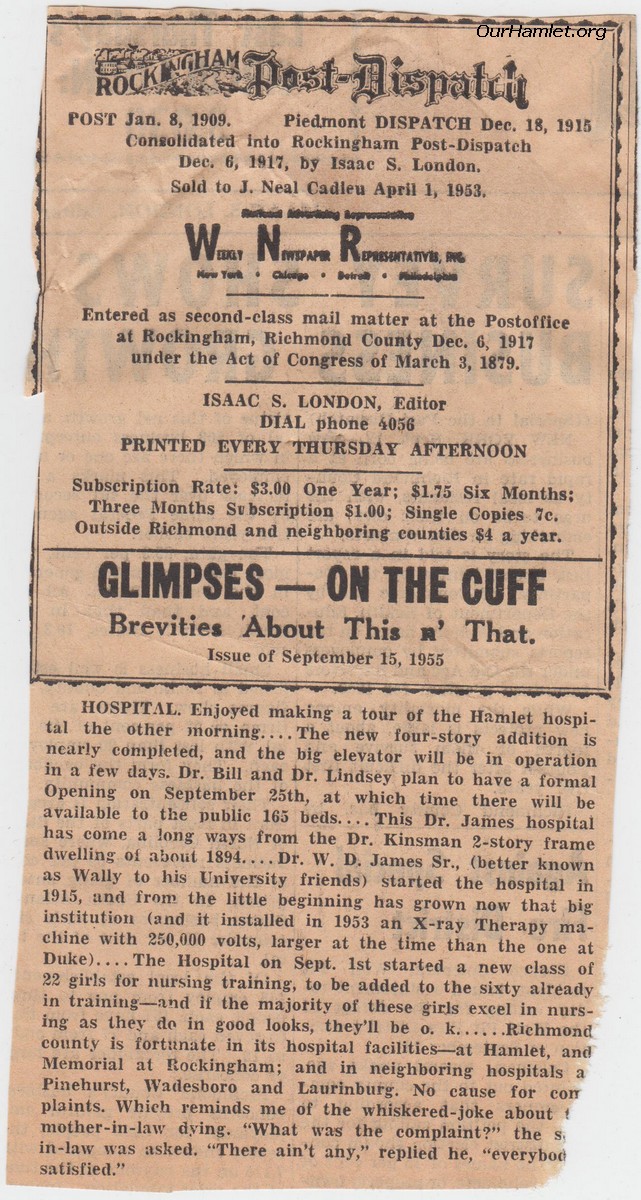 OurHamlet.org
ROCKINGHAM Post-Dispatch
POST Jan. 8, 1909. Piedmont DISPATCH Dec. 18, 1915
Consolidated into Rockingham Post-Dispatch
Dec. 6, 1917, by Isaac S. London.
Sold to J. Neal Cadieu April 1, 1953.
National Advertising Representative
WEEKLY NEWSPAPER REPRESENTATIVES, INC.
New York • Chicago • Detroit • Philadelphia
Entered as second-class mail matter at the Postoffice
at Rockingham, Richmond County Dec. 6, 1917
under the Act of Congress of March 3, 1879.
ISAAC S. LONDON, Editor
DIAL phone 4056
PRINTED EVERY THURSDAY AFTERNOON
Subscription Rate: $3.00 One Year; $1.75 Six Months;
Three Months Subscription $1.00; Single Copies 7c.
Outside Richmond and neighboring counties $4 a year.
GLIMPSES — ON THE CUFF
Brevities About This n' That.
Issue of September 15, 1955
HOSPITAL. Enjoyed making a tour of the Hamlet hospi-
tal the other morning....The new four-story addition is
nearly completed, and the big elevator will be in operation
in a few days. Dr. Bill and Dr. Lindsey plan to have a formal
Opening on September 25th, at which time there will be
available to the public 165 beds....This Dr. James hospital
has come a long ways from the Dr. Kinsman 2-story frame
dwelling of about 1894....Dr. W. D. James Sr., (better known
as Wally to his University friends) started the hospital in
1915, and from the little beginning has grown now that big
institution (and it installed in 1953 an X-ray Therapy ma-
chine with 250,000 volts, larger at the time than the one at
Duke)....The Hospital on Sept. 1st started a new class of
22 girls for nursing training, to be added to the sixty already
in training—and if the majority of these girls excel in nurs-
ing as they do in good looks, they'll be o. k......Richmond
county is fortunate in its hospital facilities—at Hamlet, and
Memorial at Rockingham; and in neighboring hospitals a
Pinehurst, Wadesboro and Laurinburg. No cause for com
plaints. Which reminds me of the whiskered-joke about
mother-in-law dying. "What was the complaint?" the
in-law was asked. "There ain't any," replied he, "everybod
satisfied."